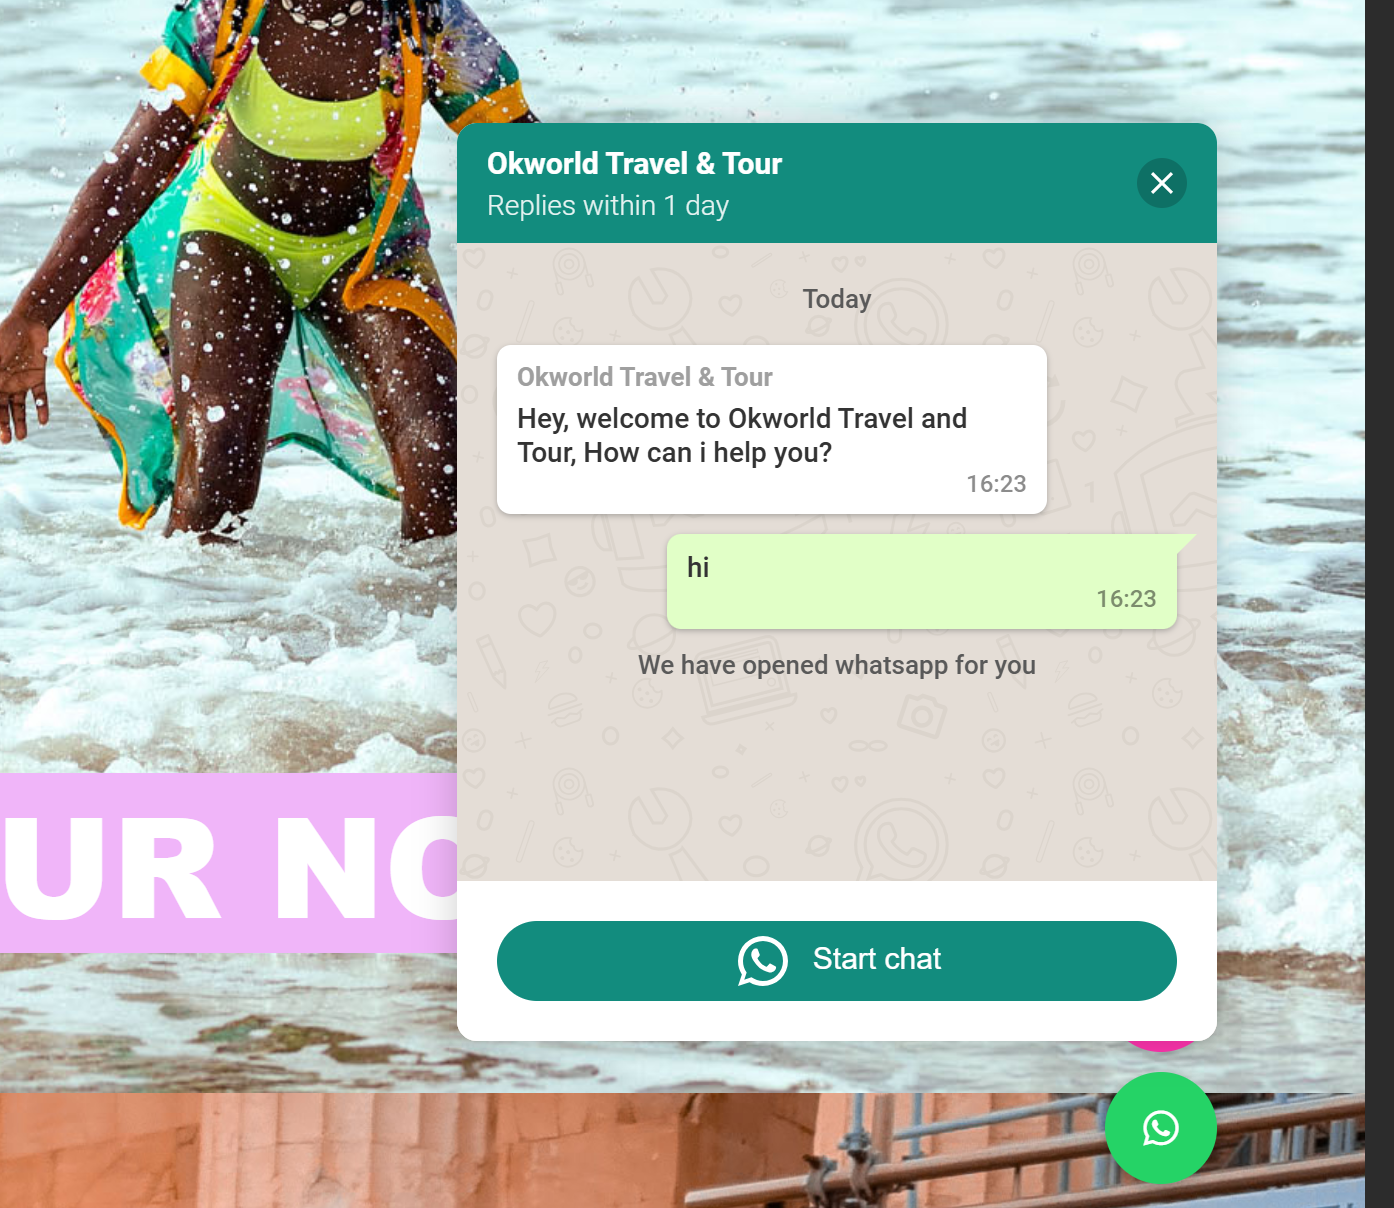 Okworld Travel & Tour
Replies within 1 day
Today
Okworld Travel & Tour
Hey, welcome to Okworld Travel and
Tour, How can i help you?
16:23
hi
16:23
We have opened whatsapp for you
UR NO
Start chat